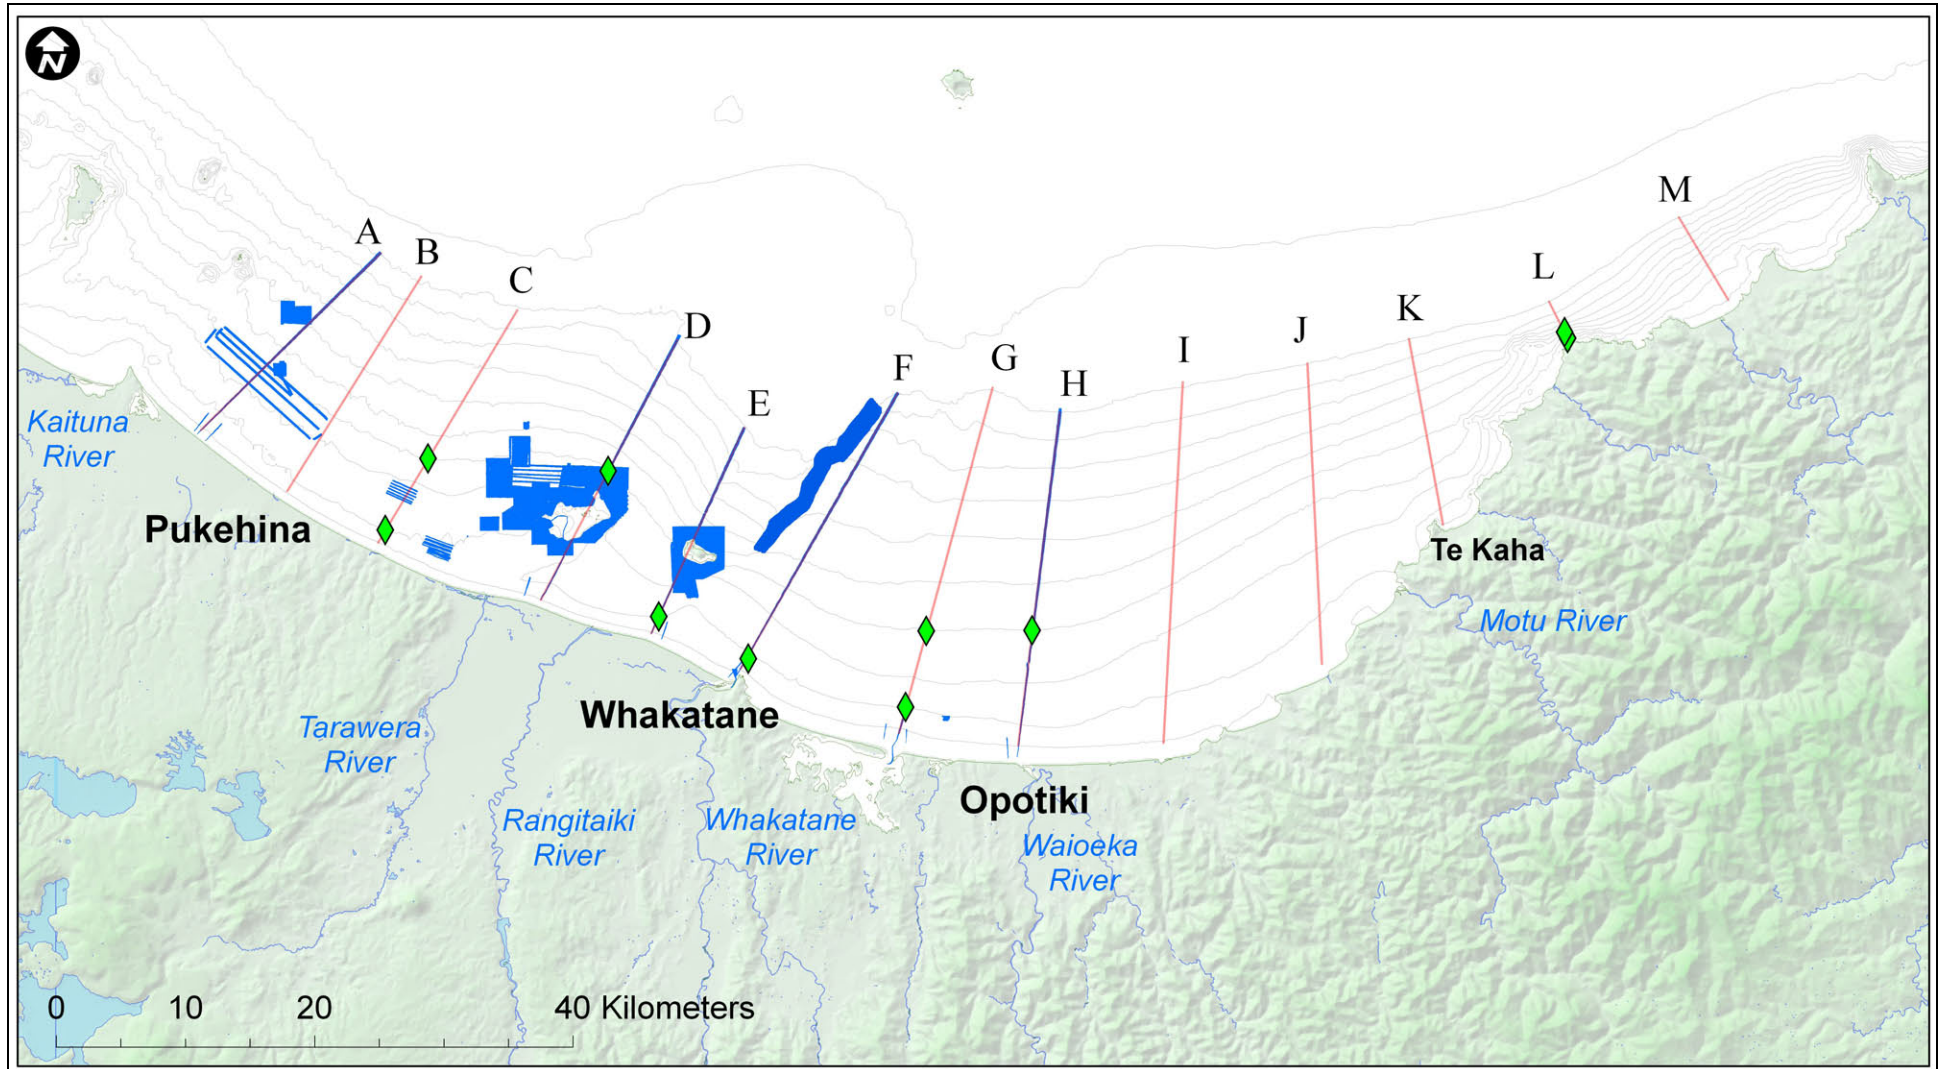 N
A
B
C
D
E
F
G
H
I
J
K
L
M
Kaituna
River
Pukehina
Te Kaha
Motu River
Whakatane
Tarawera
River
Opotiki
Rangitaiki
River
Whakatane
River
Waioeka
River
0 10 20 40 Kilometers